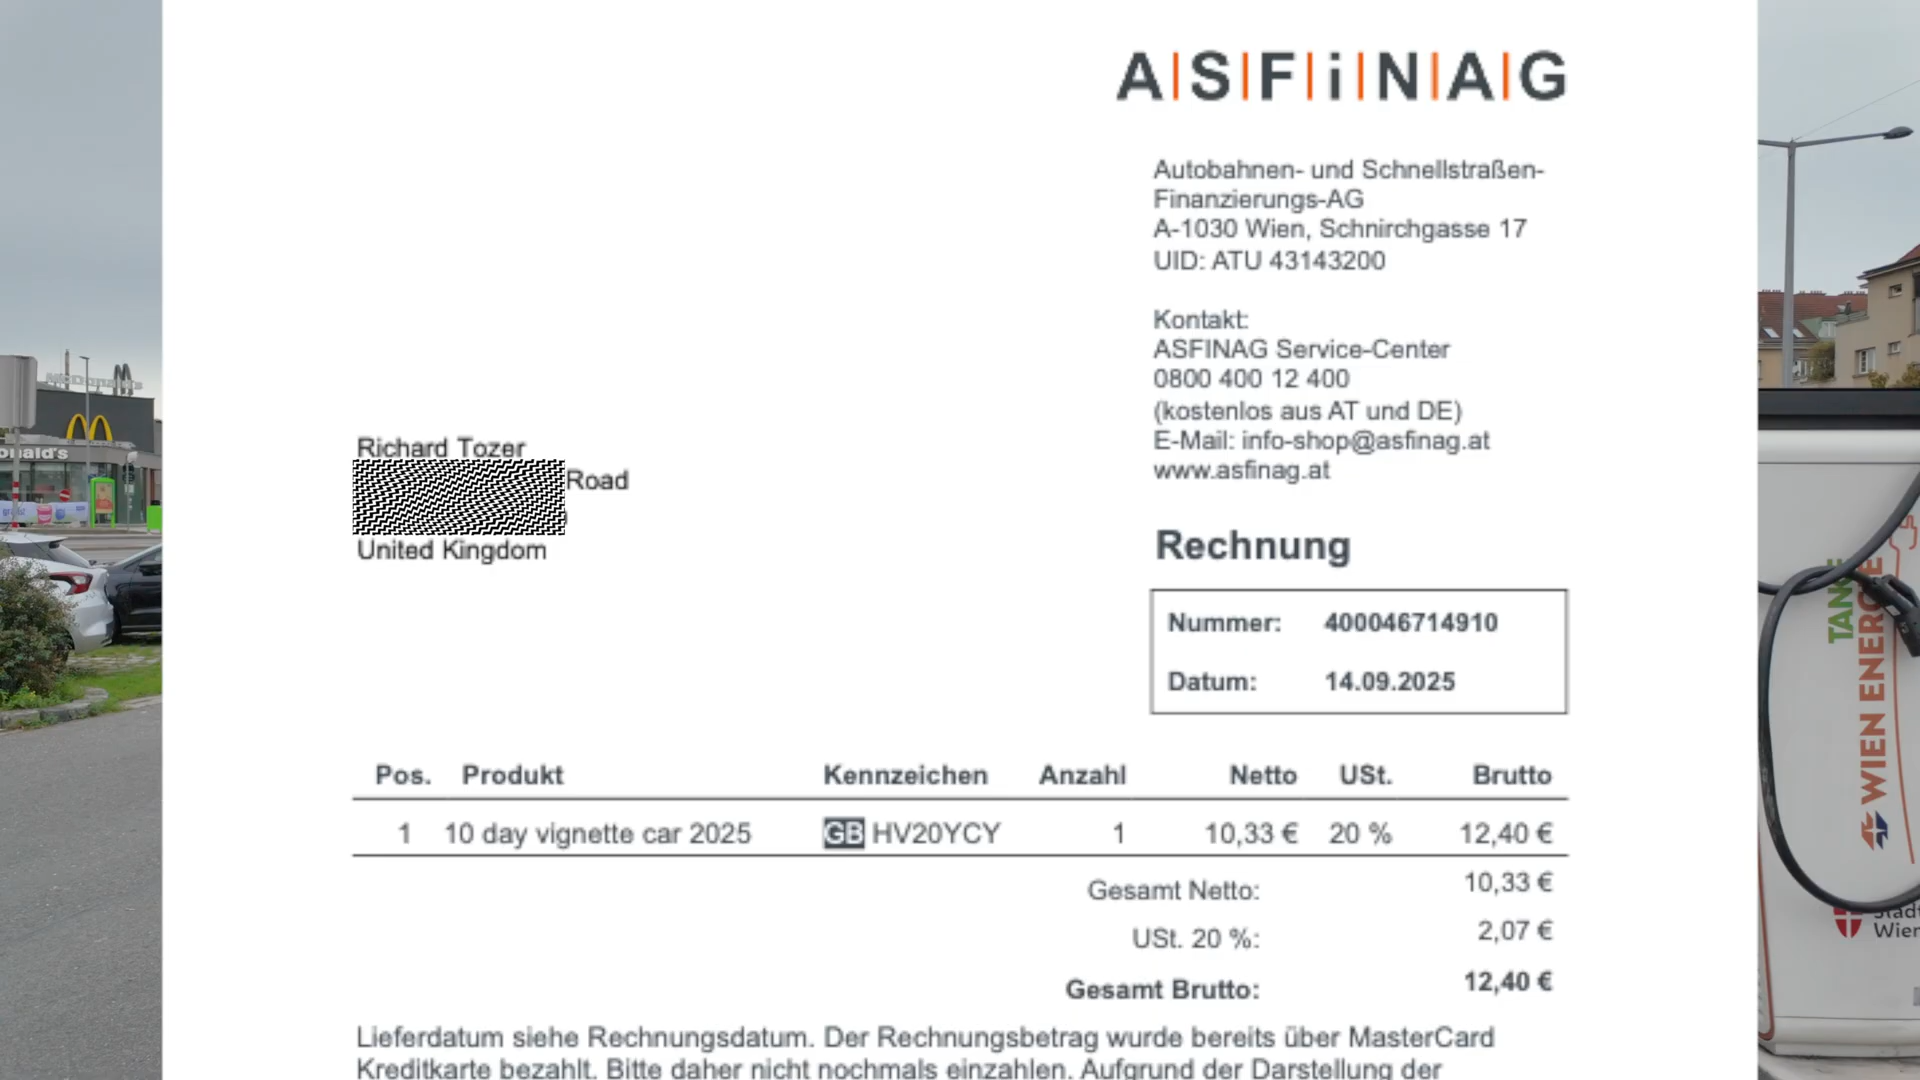 A|S|F|i|N|A|G
Autobahnen- und Schnellstraßen-
Finanzierungs-AG
A-1030 Wien, Schnirchgasse 17
UID: ATU 43143200
Kontakt:
ASFINAG Service-Center
0800 400 12 400
(kostenlos aus AT und DE)
E-Mail: info-shop@asfinag.at
www.asfinag.at
Richard Tozer
Road
United Kingdom
Rechnung
Nummer: 400046714910
Datum: 14.09.2025
Pos. Produkt Kennzeichen Anzahl Netto USt. Brutto
1 10 day vignette car 2025 GB HV20YCY 1 10,33 € 20 % 12,40 €
Gesamt Netto: 10,33 €
USt. 20 %: 2,07 €
Gesamt Brutto: 12,40 €
Lieferdatum siehe Rechnungsdatum. Der Rechnungsbetrag wurde bereits über MasterCard
Kreditkarte bezahlt. Bitte daher nicht nochmals einzahlen. Aufgrund der Darstellung der
McDonald's
onald's
TANKE
WIEN ENERGIE
Stadt
Wien